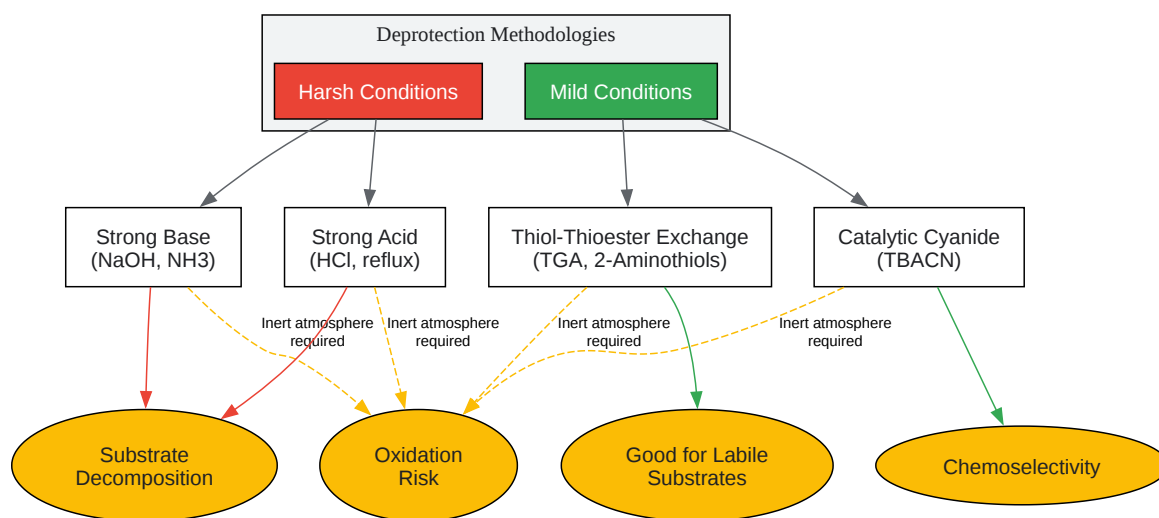 Deprotection Methodologies
Harsh Conditions
Mild Conditions
Strong Base
(NaOH, NH3)
Strong Acid
(HCl, reflux)
Thiol-Thioester Exchange
(TGA, 2-Aminothiols)
Catalytic Cyanide
(TBACN)
Inert atmosphere
required
Inert atmosphere
required
Inert atmosphere
required
Inert atmosphere
required
Substrate
Decomposition
Oxidation
Risk
Good for Labile
Substrates
Chemoselectivity